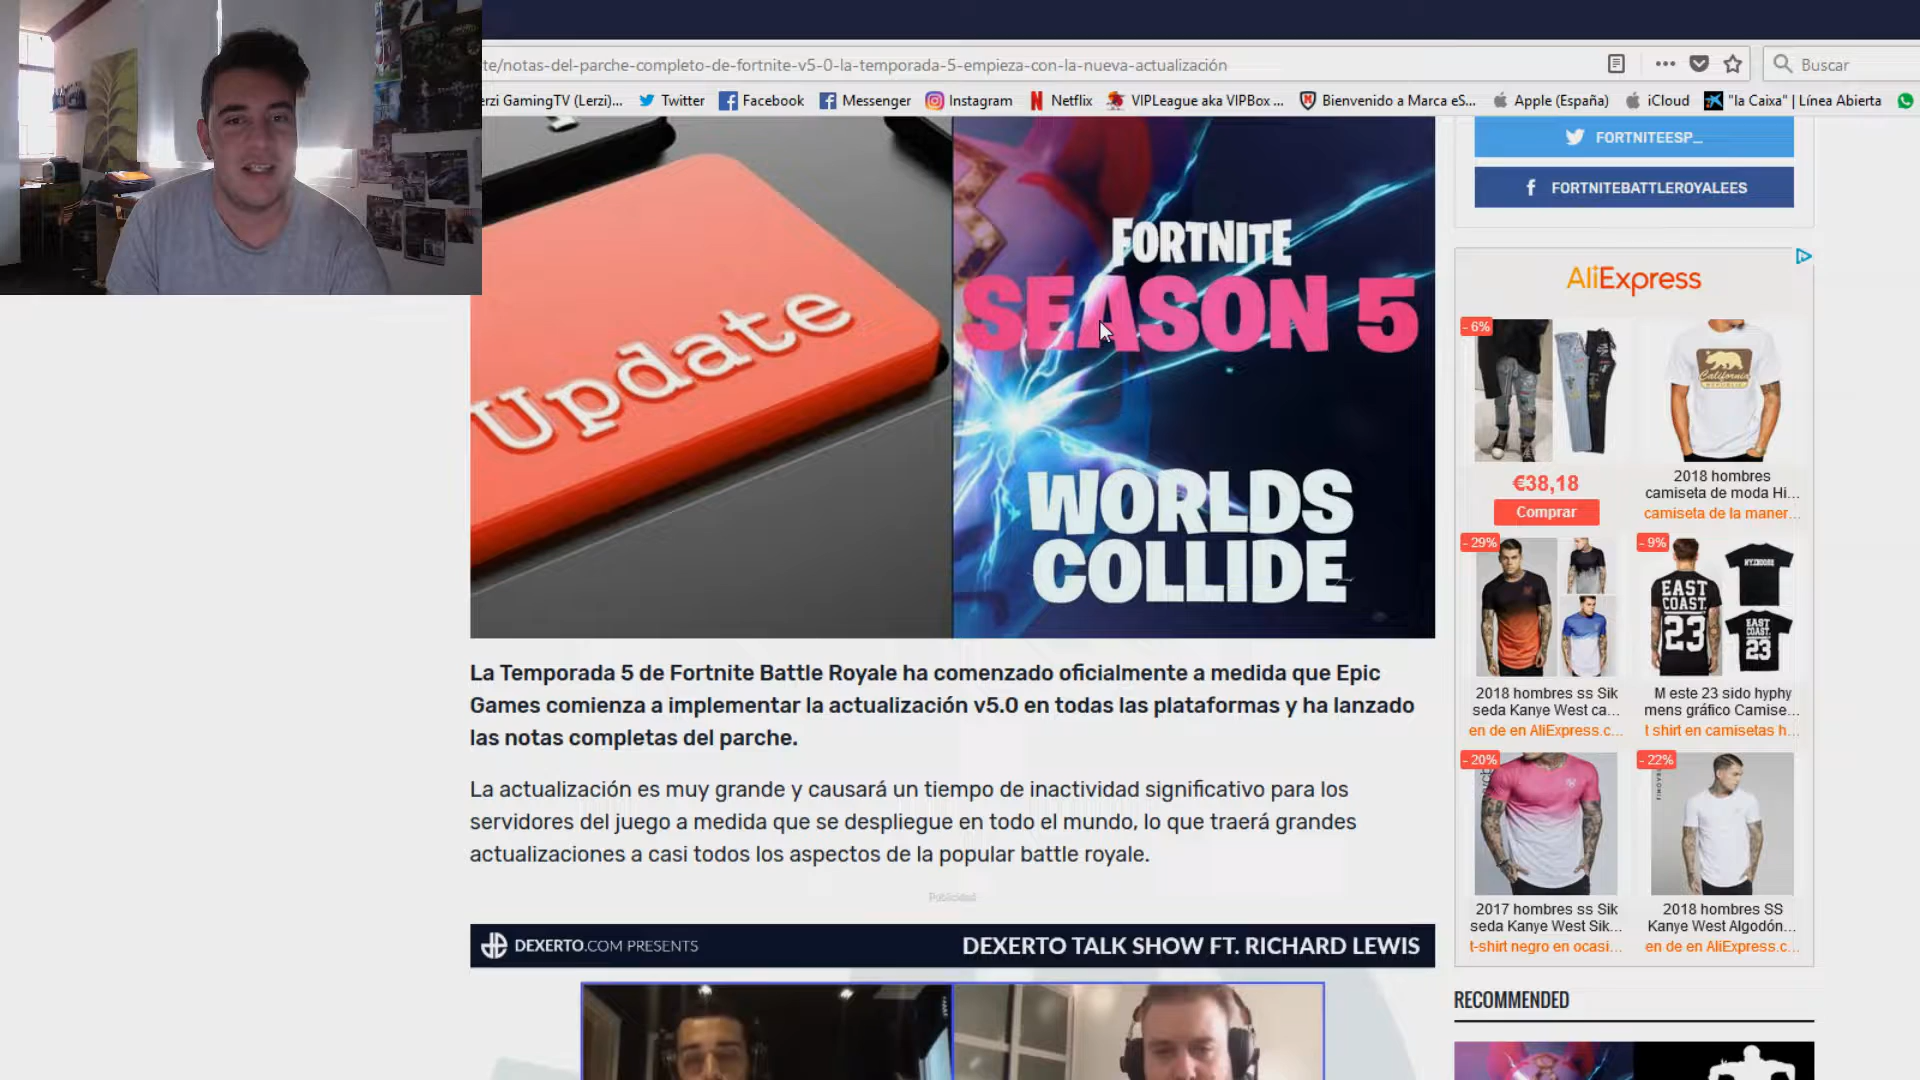 te/notas-del-parche-completo-de-fortnite-v5-0-la-temporada-5-empieza-con-la-nueva-actualización
Buscar
erzi GamingTV (Lerzi)... Twitter Facebook Messenger Instagram Netflix VIPLeague aka VIPBox ... Bienvenido a Marca eS... Apple (España) iCloud "la Caixa" | Línea Abierta
FORTNITEESP_
FORTNITEBATTLEROYALEES
Update
FORTNITE
SEASON 5
WORLDS
COLLIDE
AliExpress
- 6%
California
REPUBLIC
€38,18
Comprar
2018 hombres
camiseta de moda Hi...
camiseta de la maner...
- 29%
- 9%
EAST
COAST.
23
EAST
COAST.
23
2018 hombres ss Sik
seda Kanye West ca...
en de en AliExpress.c...
M este 23 sido hyphy
mens gráfico Camise...
t shirt en camisetas h...
- 20%
- 22%
2017 hombres ss Sik
seda Kanye West Sik...
t-shirt negro en ocasi...
2018 hombres SS
Kanye West Algodón...
en de en AliExpress.c...
La Temporada 5 de Fortnite Battle Royale ha comenzado oficialmente a medida que Epic
Games comienza a implementar la actualización v5.0 en todas las plataformas y ha lanzado
las notas completas del parche.
La actualización es muy grande y causará un tiempo de inactividad significativo para los
servidores del juego a medida que se despliegue en todo el mundo, lo que traerá grandes
actualizaciones a casi todos los aspectos de la popular battle royale.
Publicidad
DEXERTO.COM PRESENTS
DEXERTO TALK SHOW FT. RICHARD LEWIS
RECOMMENDED